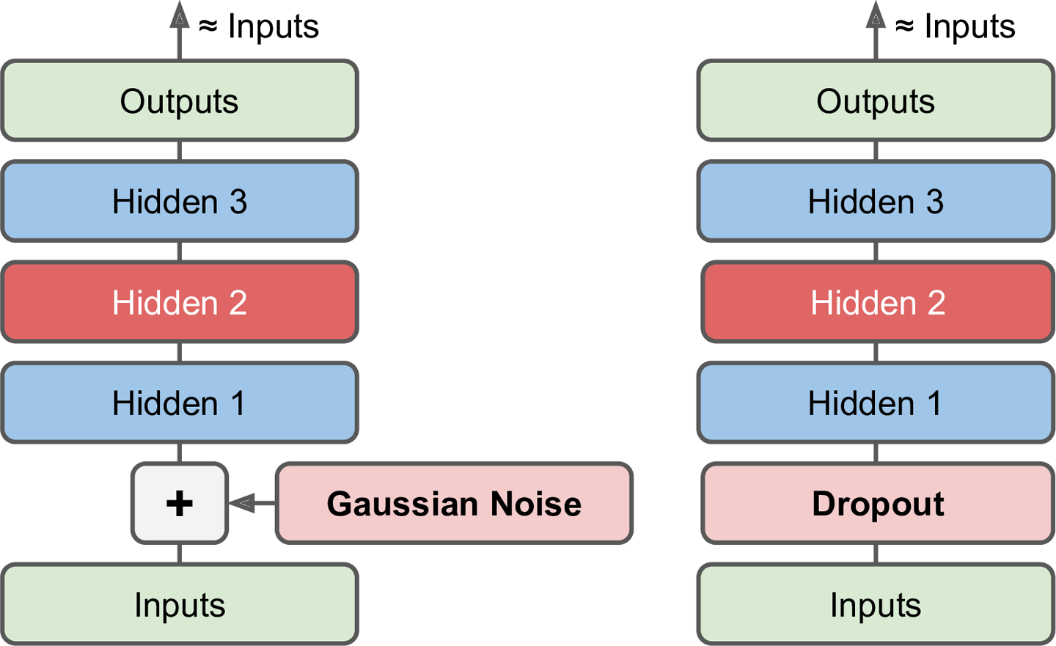 ≈ Inputs
Outputs
Hidden 3
Hidden 2
Hidden 1
+
Gaussian Noise
Inputs
≈ Inputs
Outputs
Hidden 3
Hidden 2
Hidden 1
Dropout
Inputs